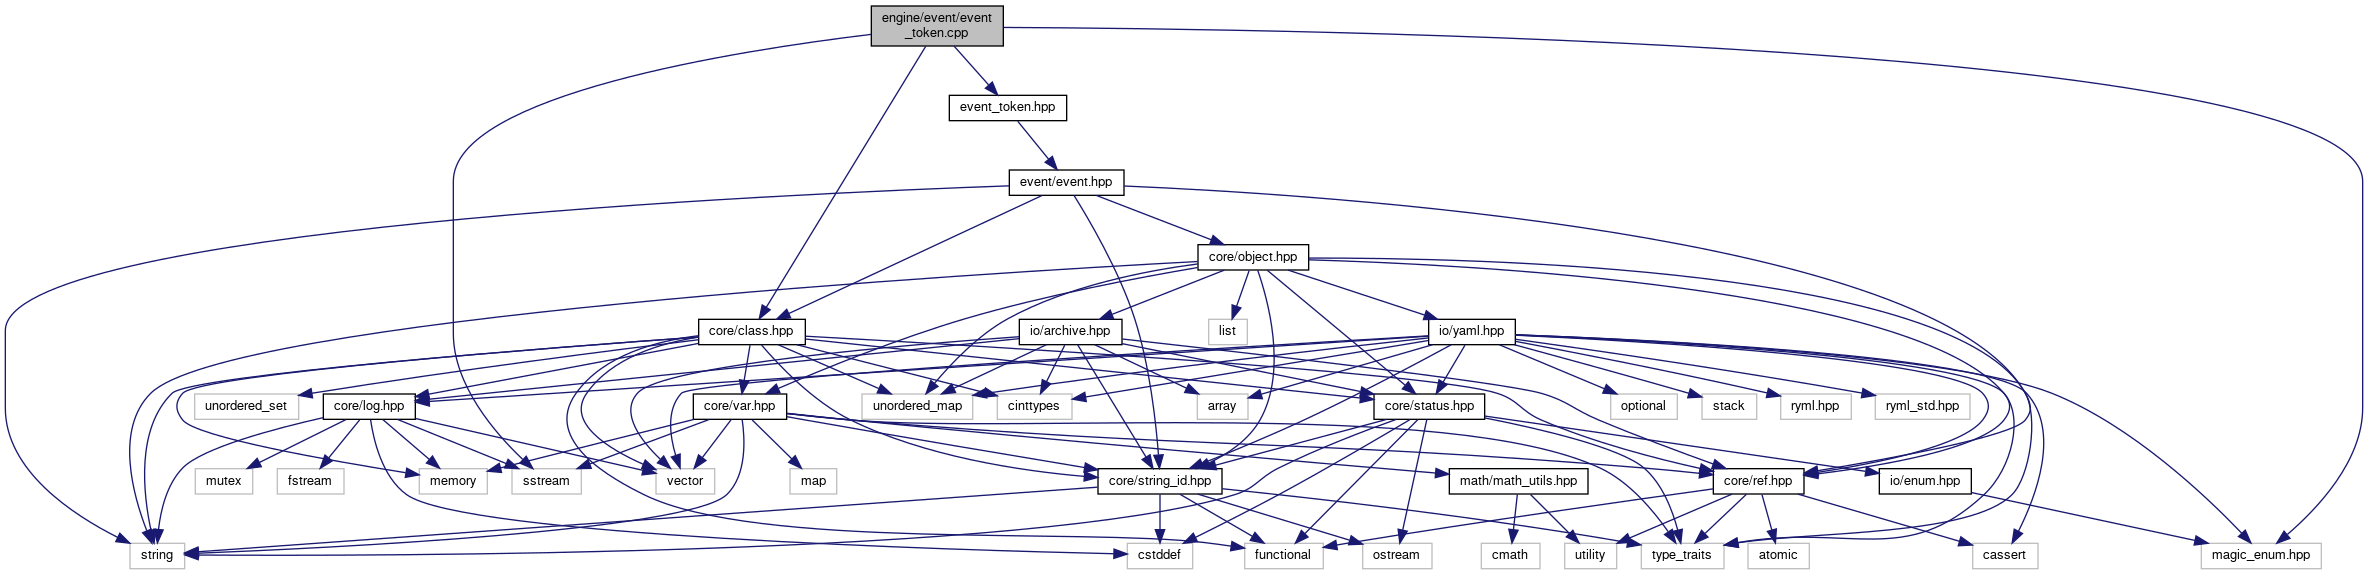 engine/event/event
_token.cpp
event_token.hpp
event/event.hpp
core/object.hpp
core/class.hpp
io/archive.hpp
list
io/yaml.hpp
unordered_set
core/log.hpp
core/var.hpp
unordered_map
cinttypes
array
core/status.hpp
optional
stack
ryml.hpp
ryml_std.hpp
mutex
fstream
memory
sstream
vector
map
core/string_id.hpp
math/math_utils.hpp
core/ref.hpp
io/enum.hpp
string
cstddef
functional
ostream
cmath
utility
type_traits
atomic
cassert
magic_enum.hpp